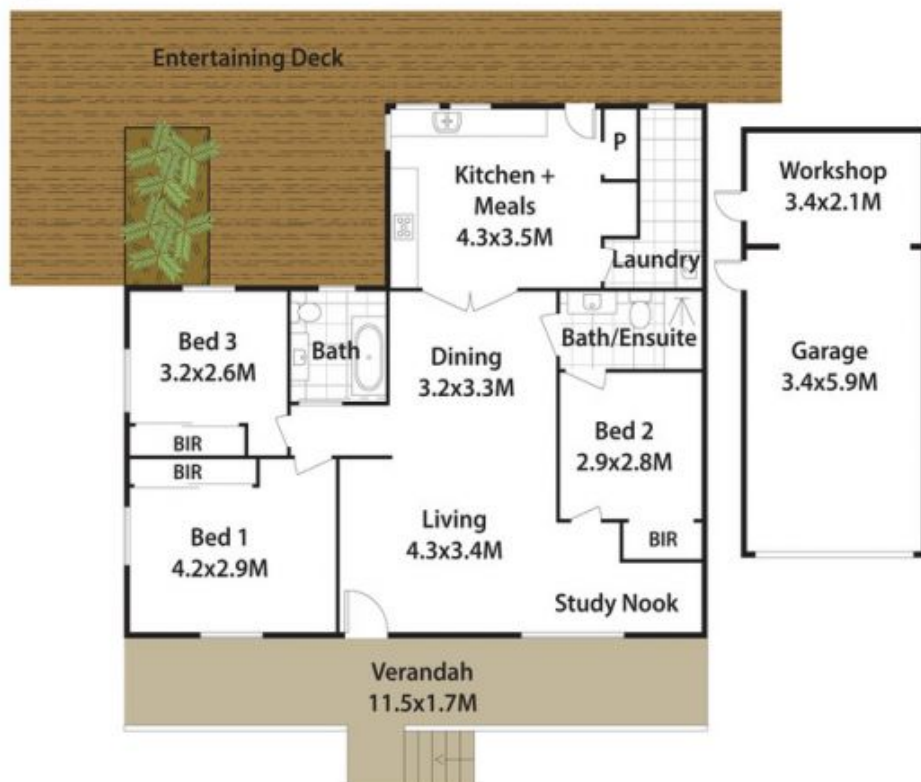 Entertaining Deck
P
Kitchen +
Meals
4.3x3.5M
Laundry
Workshop
3.4x2.1M
Bed 3
3.2x2.6M
Bath
Dining
3.2x3.3M
Bath/Ensuite
Garage
3.4x5.9M
BIR
BIR
Bed 2
2.9x2.8M
Bed 1
4.2x2.9M
Living
4.3x3.4M
BIR
Study Nook
Verandah
11.5x1.7M